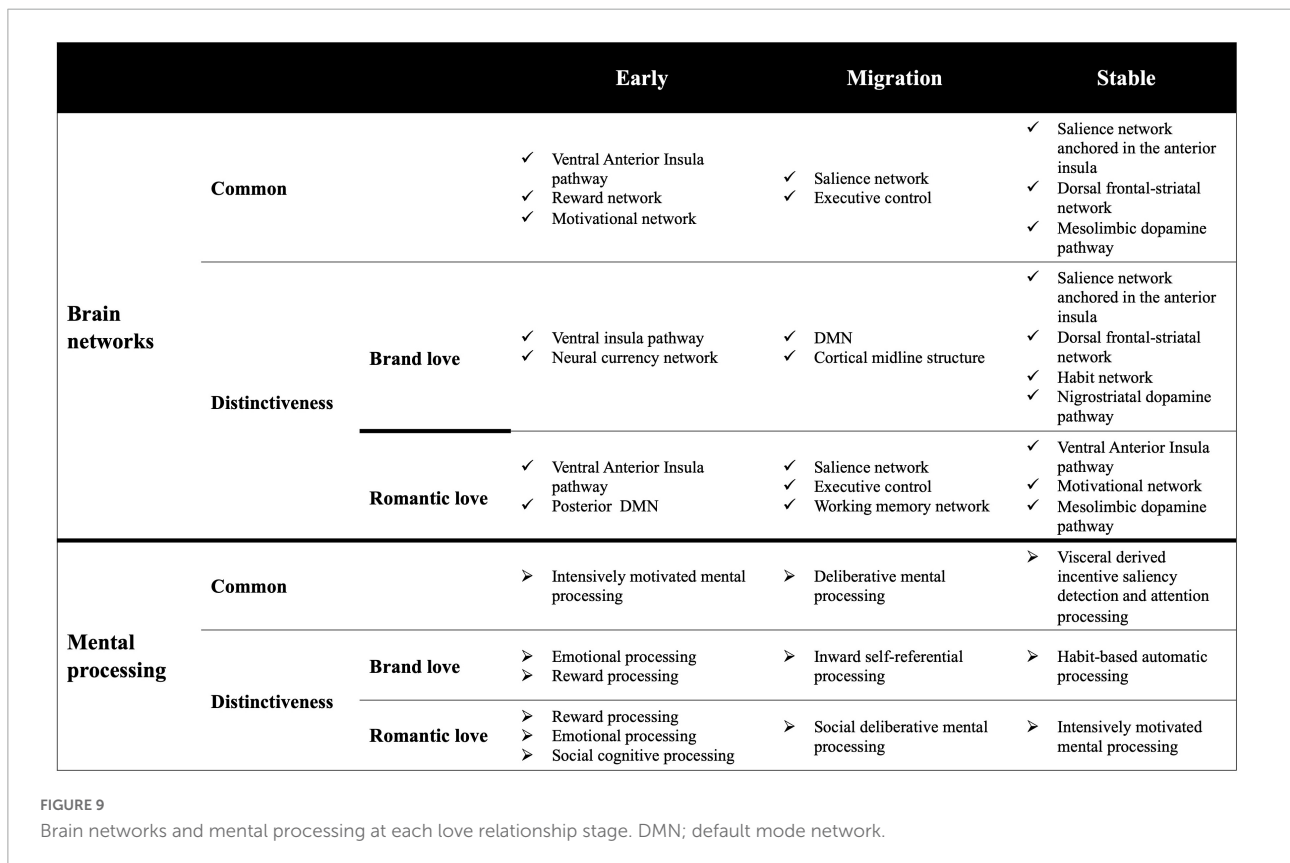 Early Migration Stable
Brain
networks
Common
Ventral Anterior Insula
pathway
Reward network
Motivational network
Salience network
Executive control
Salience network
anchored in the anterior
insula
Dorsal frontal-striatal
network
Mesolimbic dopamine
pathway
Distinctiveness
Brand love
Ventral insula pathway
Neural currency network
DMN
Cortical midline structure
Salience network
anchored in the anterior
insula
Dorsal frontal-striatal
network
Habit network
Nigrostriatal dopamine
pathway
Romantic love
Ventral Anterior Insula
pathway
Posterior DMN
Salience network
Executive control
Working memory network
Ventral Anterior Insula
pathway
Motivational network
Mesolimbic dopamine
pathway
Mental
processing
Common
Intensively motivated mental
processing
Deliberative mental
processing
Visceral derived
incentive saliency
detection and attention
processing
Distinctiveness
Brand love
Emotional processing
Reward processing
Inward self-referential
processing
Habit-based automatic
processing
Romantic love
Reward processing
Emotional processing
Social cognitive processing
Social deliberative mental
processing
Intensively motivated
mental processing
FIGURE 9
Brain networks and mental processing at each love relationship stage. DMN; default mode network.